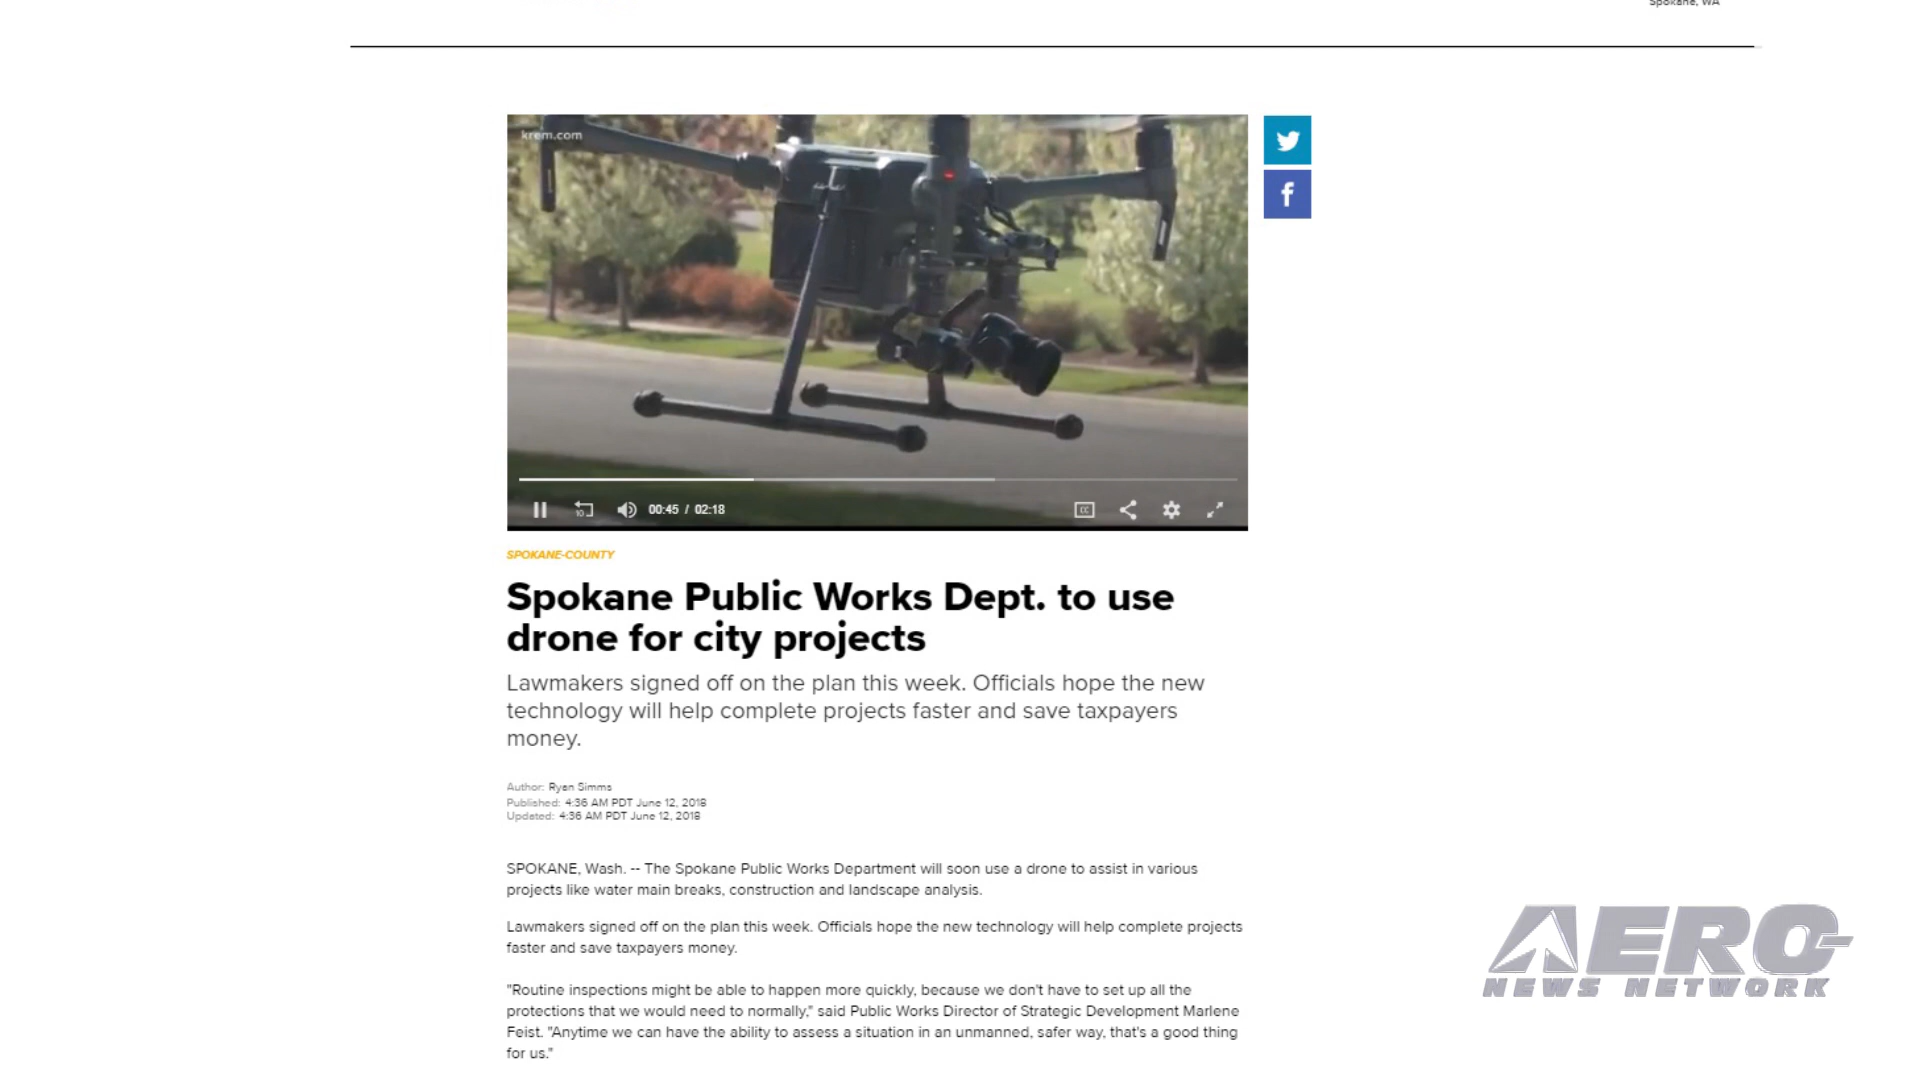 Spokane, WA
krem.com
10
00:45 / 02:18
CC
SPOKANE-COUNTY
Spokane Public Works Dept. to use
drone for city projects
Lawmakers signed off on the plan this week. Officials hope the new
technology will help complete projects faster and save taxpayers
money.
Author: Ryan Simms
Published: 4:36 AM PDT June 12, 2018
Updated: 4:36 AM PDT June 12, 2018
SPOKANE, Wash. -- The Spokane Public Works Department will soon use a drone to assist in various
projects like water main breaks, construction and landscape analysis.
Lawmakers signed off on the plan this week. Officials hope the new technology will help complete projects
faster and save taxpayers money.
"Routine inspections might be able to happen more quickly, because we don't have to set up all the
protections that we would need to normally," said Public Works Director of Strategic Development Marlene
Feist. "Anytime we can have the ability to assess a situation in an unmanned, safer way, that's a good thing
for us."
AERO-
NEWS NETWORK